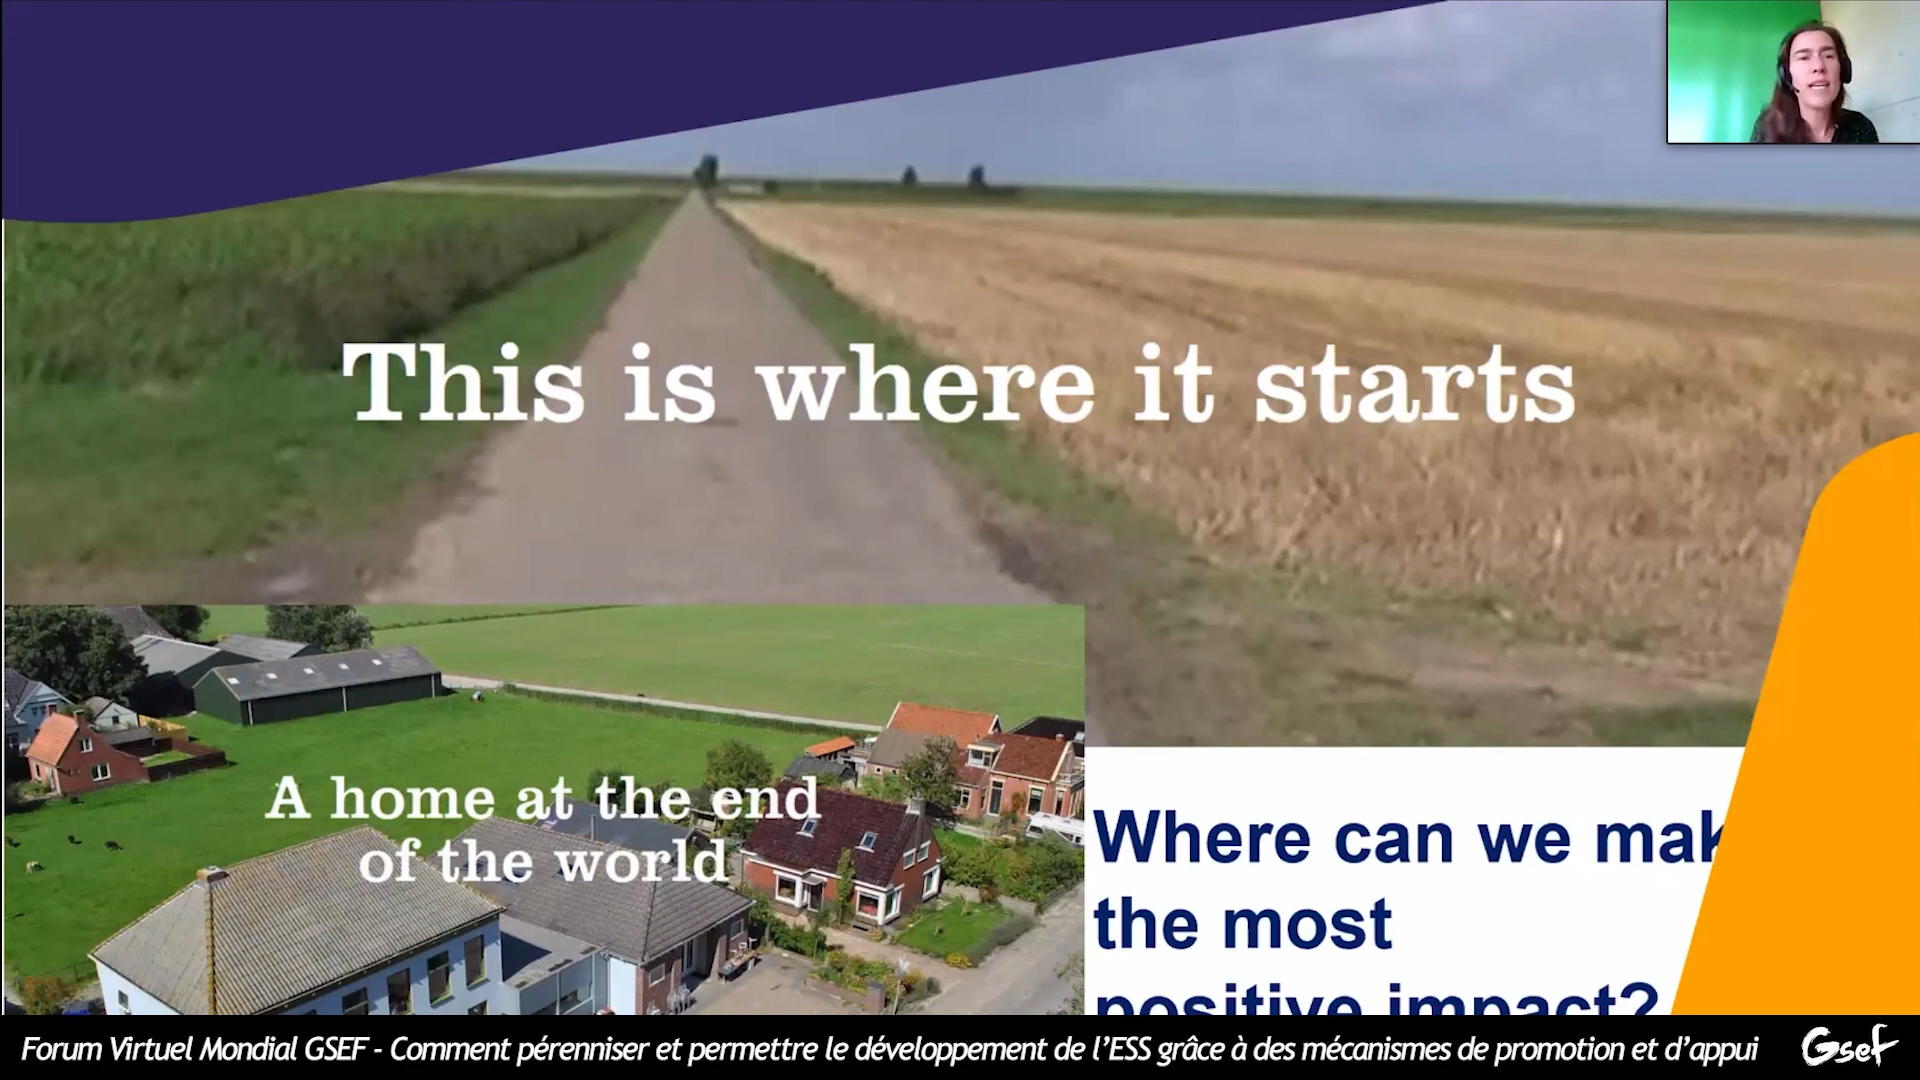 This is where it starts
A home at the end
of the world
Where can we mak
the most
positive impact?
Forum Virtuel Mondial GSEF - Comment pérenniser et permettre le développement de l'ESS grâce à des mécanismes de promotion et d'appui
Gsef